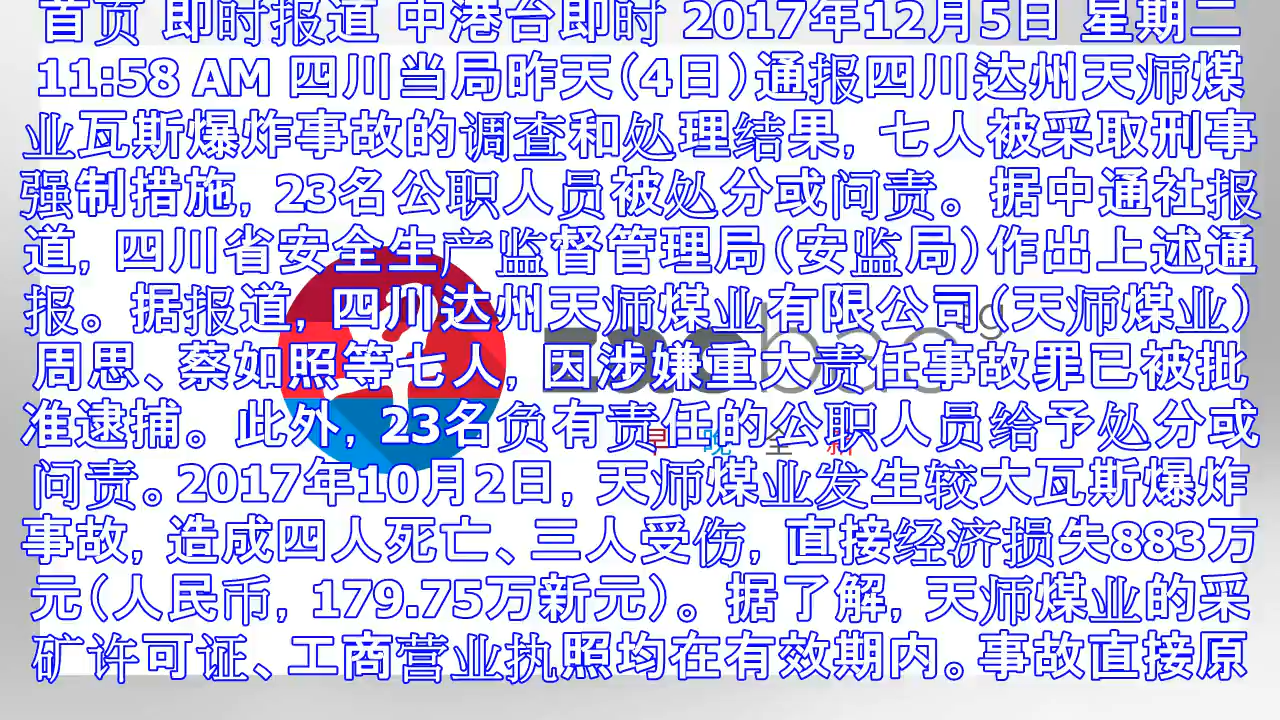 首页 即时报道 中港台即时 2017年12月5日 星期二
11:58 AM 四川当局昨天（4日）通报四川达州天师煤
业瓦斯爆炸事故的调查和处理结果，七人被采取刑事
强制措施，23名公职人员被处分或问责。据中通社报
道，四川省安全生产监督管理局（安监局）作出上述通
报。据报道，四川达州天师煤业有限公司（天师煤业）
周思、蔡如照等七人，因涉嫌重大责任事故罪已被批
准逮捕。此外，23名负有责任的公职人员给予处分或
问责。2017年10月2日，天师煤业发生较大瓦斯爆炸
事故，造成四人死亡、三人受伤，直接经济损失883万
元（人民币，179.75万新元）。据了解，天师煤业的采
矿许可证、工商营业执照均在有效期内。事故直接原
早 晚 全 新